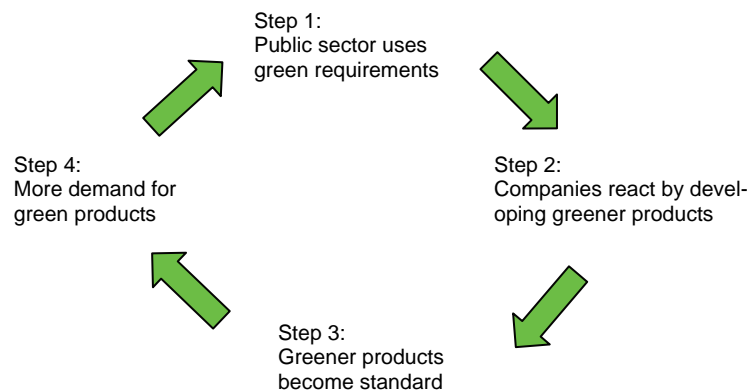 Step 1:
Public sector uses
green requirements
Step 2:
Companies react by devel-
oping greener products
Step 3:
Greener products
become standard
Step 4:
More demand for
green products